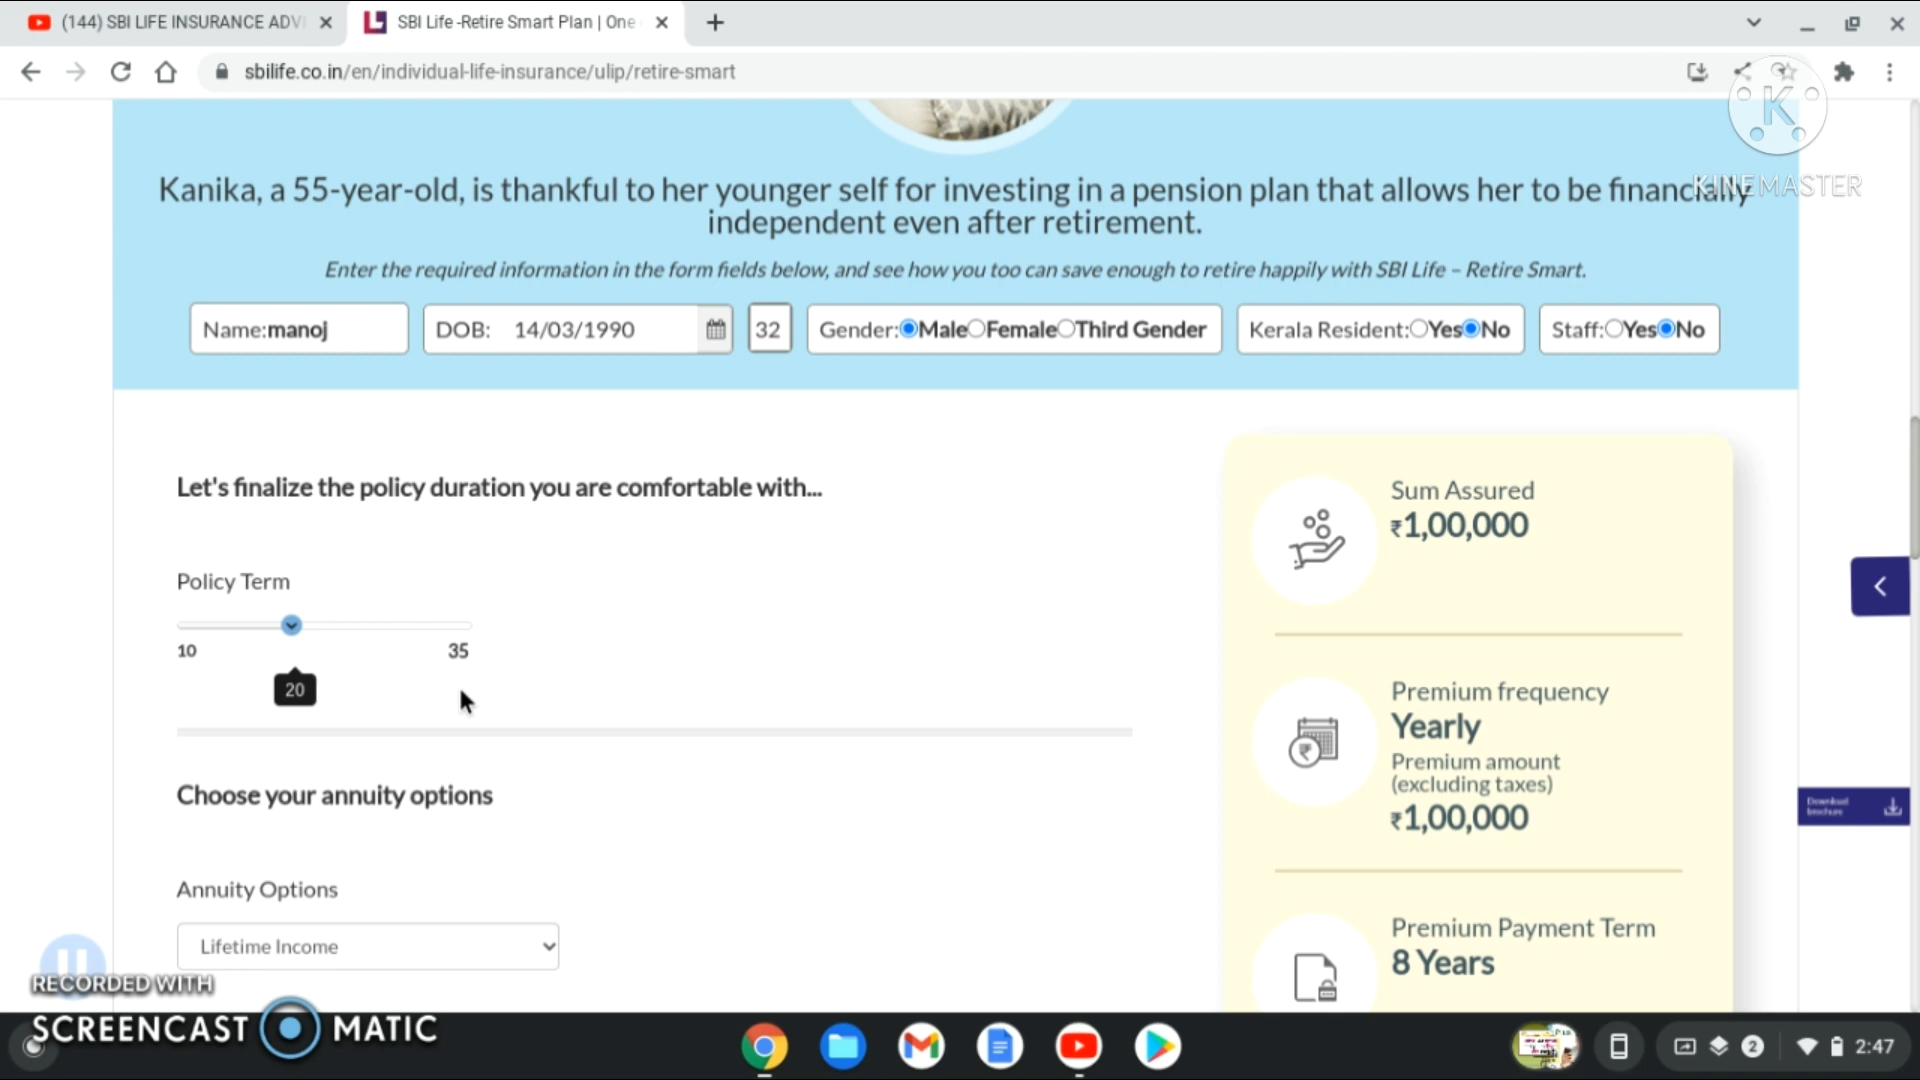 (144) SBI LIFE INSURANCE ADV
SBI Life -Retire Smart Plan | One
sbilife.co.in/en/individual-life-insurance/ulip/retire-smart
K
KINEMASTER
Kanika, a 55-year-old, is thankful to her younger self for investing in a pension plan that allows her to be financially
independent even after retirement.
Enter the required information in the form fields below, and see how you too can save enough to retire happily with SBI Life – Retire Smart.
Name:manoj
DOB: 14/03/1990
32
Gender: Male Female Third Gender
Kerala Resident: Yes No
Staff: Yes No
Let's finalize the policy duration you are comfortable with...
Policy Term
10 35
20
Choose your annuity options
Annuity Options
Lifetime Income
Sum Assured
₹1,00,000
Premium frequency
Yearly
Premium amount
(excluding taxes)
₹1,00,000
Premium Payment Term
8 Years
Download
brochure
RECORDED WITH
SCREENCAST MATIC
2
2:47